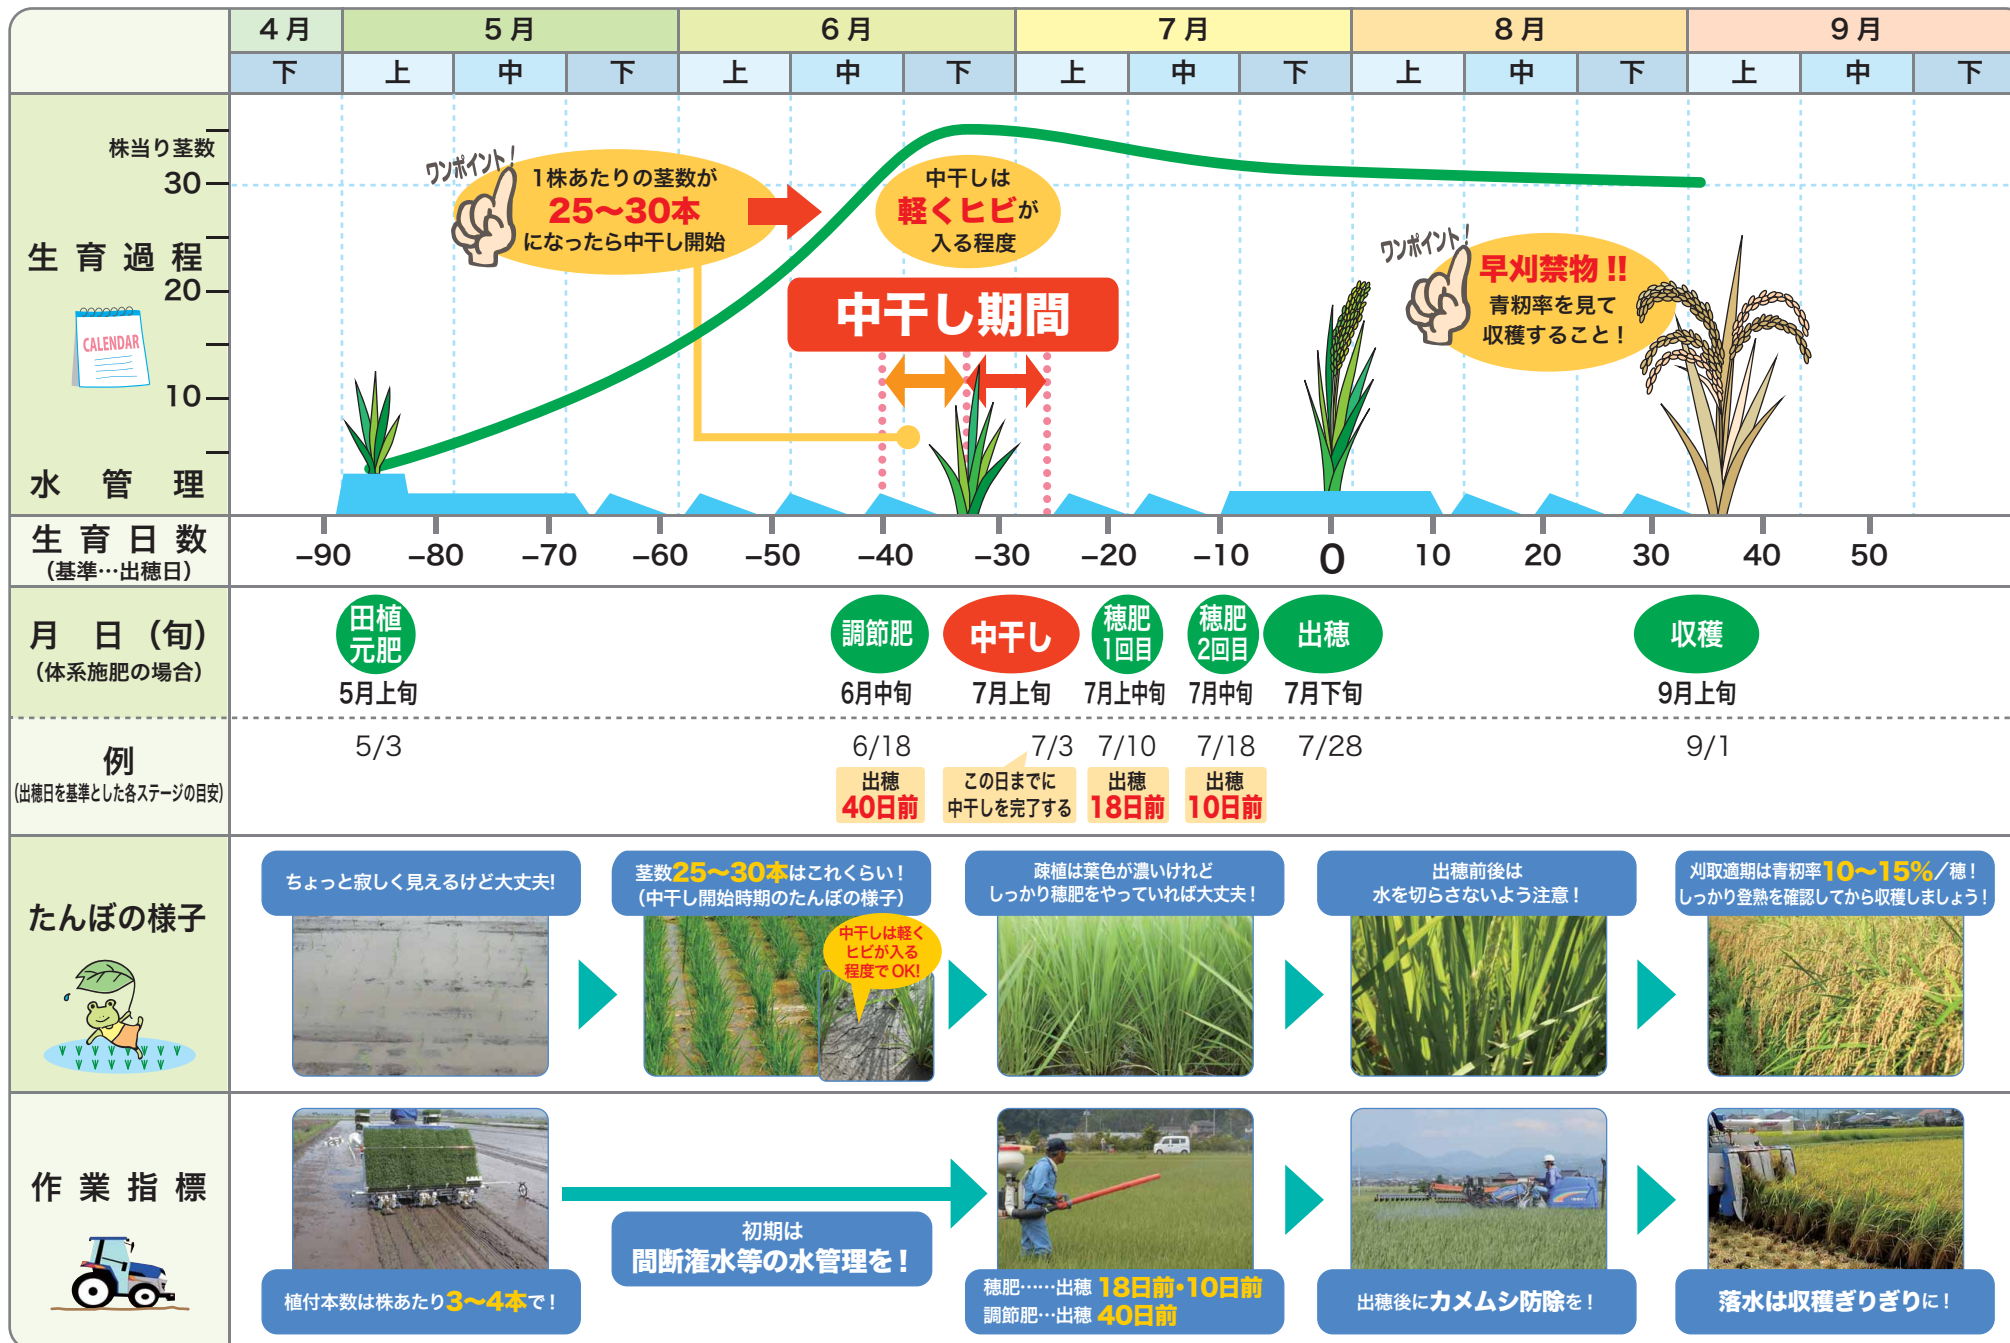 4月 5月 6月 7月 8月 9月
下 上 中 下 上 中 下 上 中 下 上 中 下 上 中 下
生育過程
株当り茎数
30
20
10
CALENDAR
ワンポイント！
1株あたりの茎数が
25〜30本
になったら中干し開始
中干しは
軽くヒビが
入る程度
中干し期間
ワンポイント！
早刈禁物!!
青籾率を見て
収穫すること！
水管理
生育日数
（基準…出穂日）
−90 −80 −70 −60 −50 −40 −30 −20 −10 0 10 20 30 40 50
月日（旬）
（体系施肥の場合）
田植
元肥
5月上旬
調節肥
6月中旬
中干し
7月上旬
穂肥
1回目
7月上中旬
穂肥
2回目
7月中旬
出穂
7月下旬
収穫
9月上旬
例
（出穂日を基準とした各ステージの目安）
5/3 6/18 7/3 7/10 7/18 7/28 9/1
出穂
40日前
この日までに
中干しを完了する
出穂
18日前
出穂
10日前
たんぼの様子
ちょっと寂しく見えるけど大丈夫!
茎数25〜30本はこれくらい！
（中干し開始時期のたんぼの様子）
中干しは軽く
ヒビが入る
程度でOK!
疎植は葉色が濃いけれど
しっかり穂肥をやっていれば大丈夫！
出穂前後は
水を切らさないよう注意！
刈取適期は青籾率10〜15%／穂！
しっかり登熟を確認してから収穫しましょう！
作業指標
植付本数は株あたり3〜4本で！
初期は
間断潅水等の水管理を！
穂肥……出穂 18日前・10日前
調節肥…出穂 40日前
出穂後にカメムシ防除を！
落水は収穫ぎりぎりに！